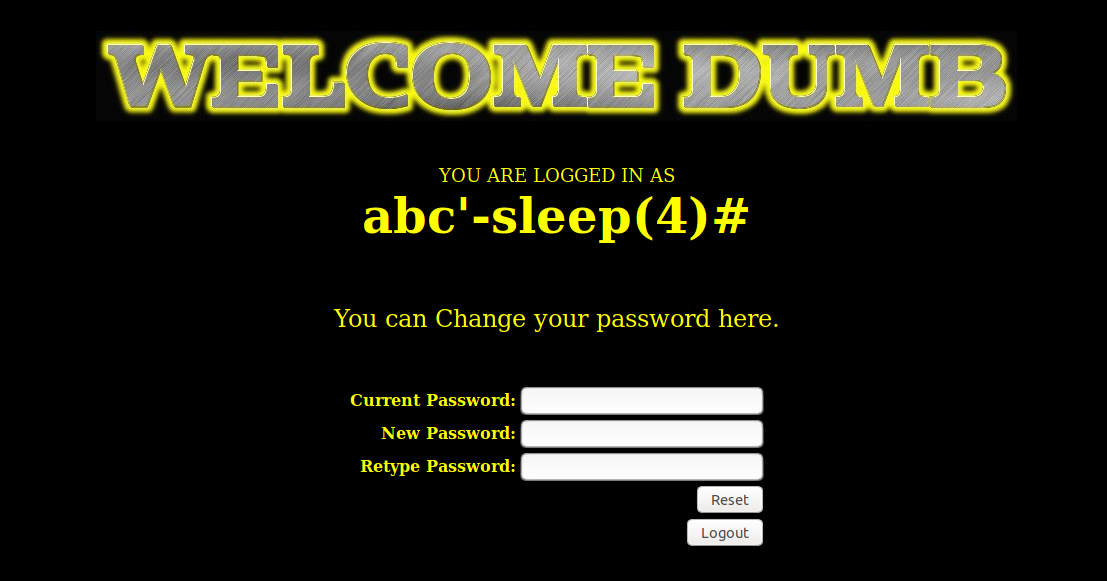 WELCOME DUMB
YOU ARE LOGGED IN AS
abc'-sleep(4)#
You can Change your password here.
Current Password:
New Password:
Retype Password:
Reset
Logout